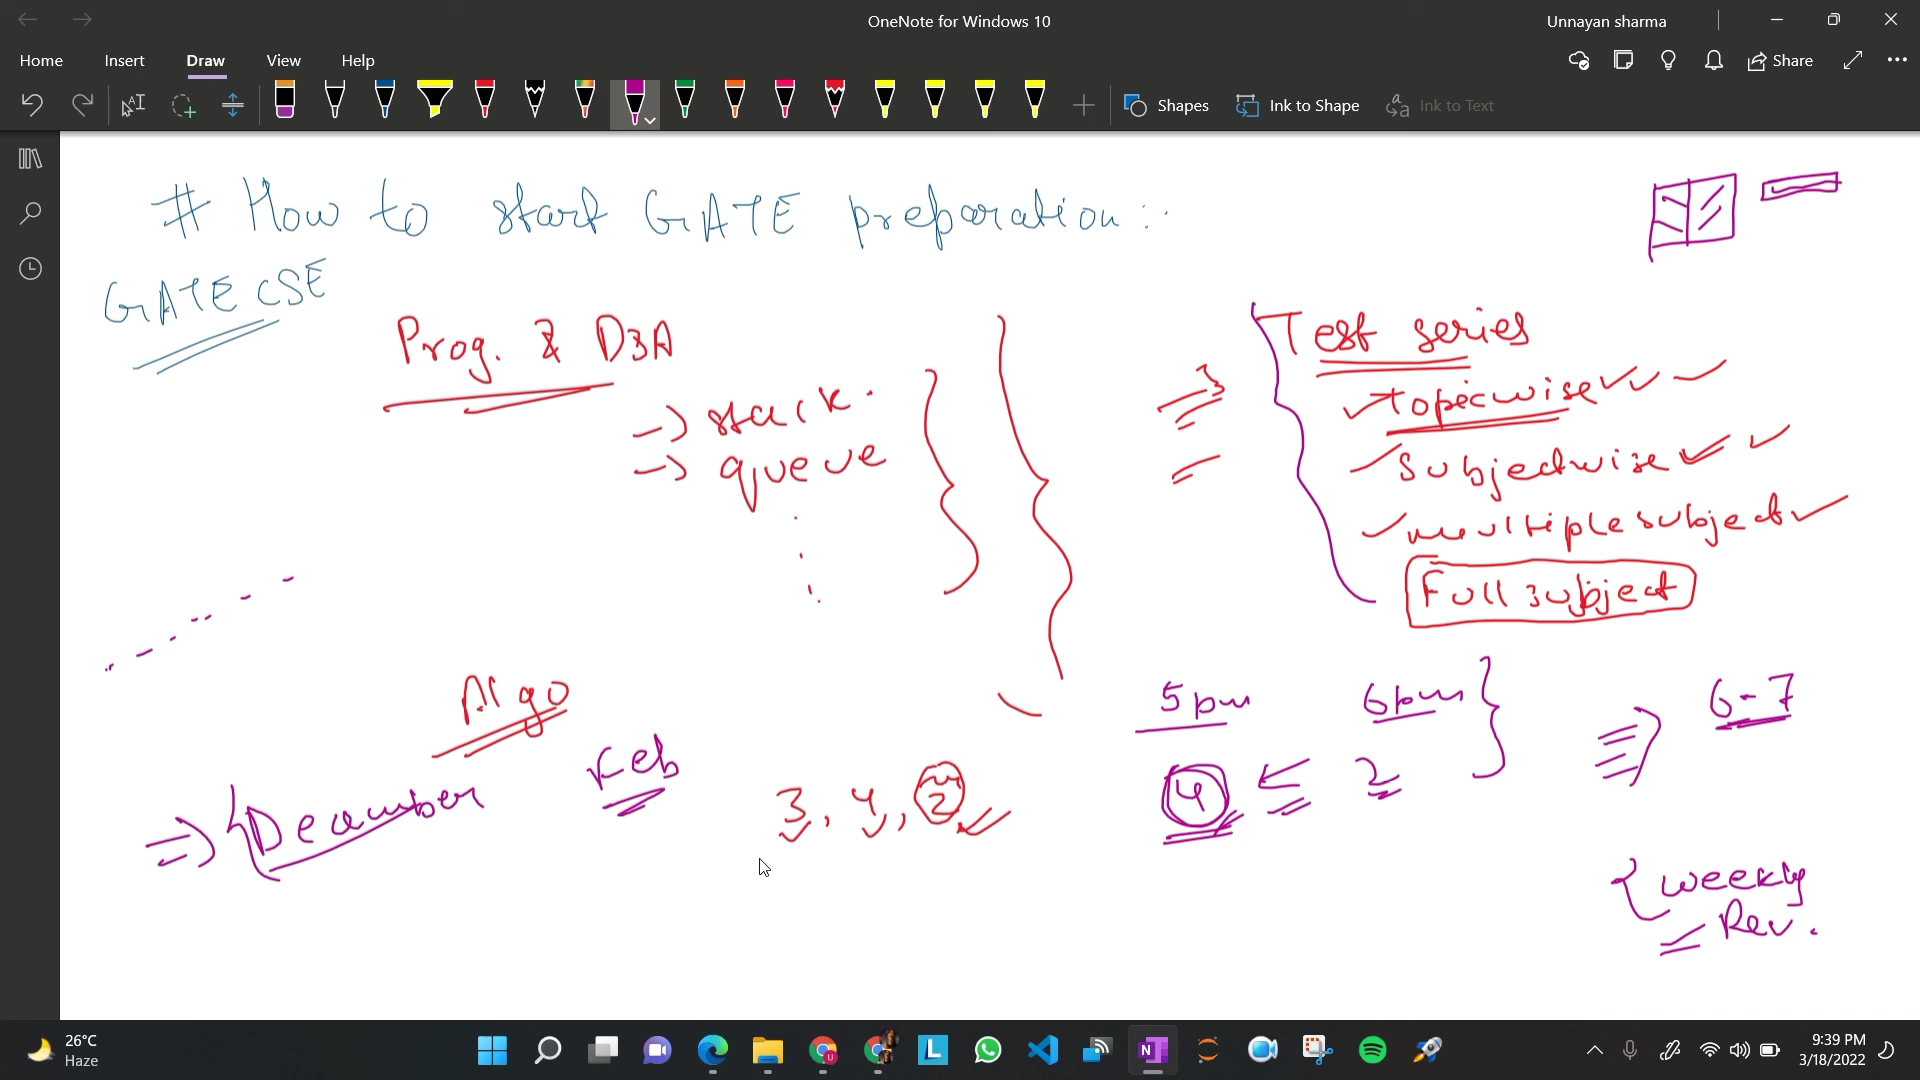 OneNote for Windows 10
Unnayan sharma
Home Insert Draw View Help
Share
Shapes Ink to Shape Ink to Text
# How to start GATE preparation :-
GATE CSE
Prog. & DSA
→ stack.
→ queue
Test series
Topicwise
Subjectwise
multiple subject
Full subject
Algo
5pm 6pm 6-7
Feb
⇒ { December
3, 4, 2
4 ⇐ 2
{ weekly
Rev.
26°C
Haze
9:39 PM
3/18/2022